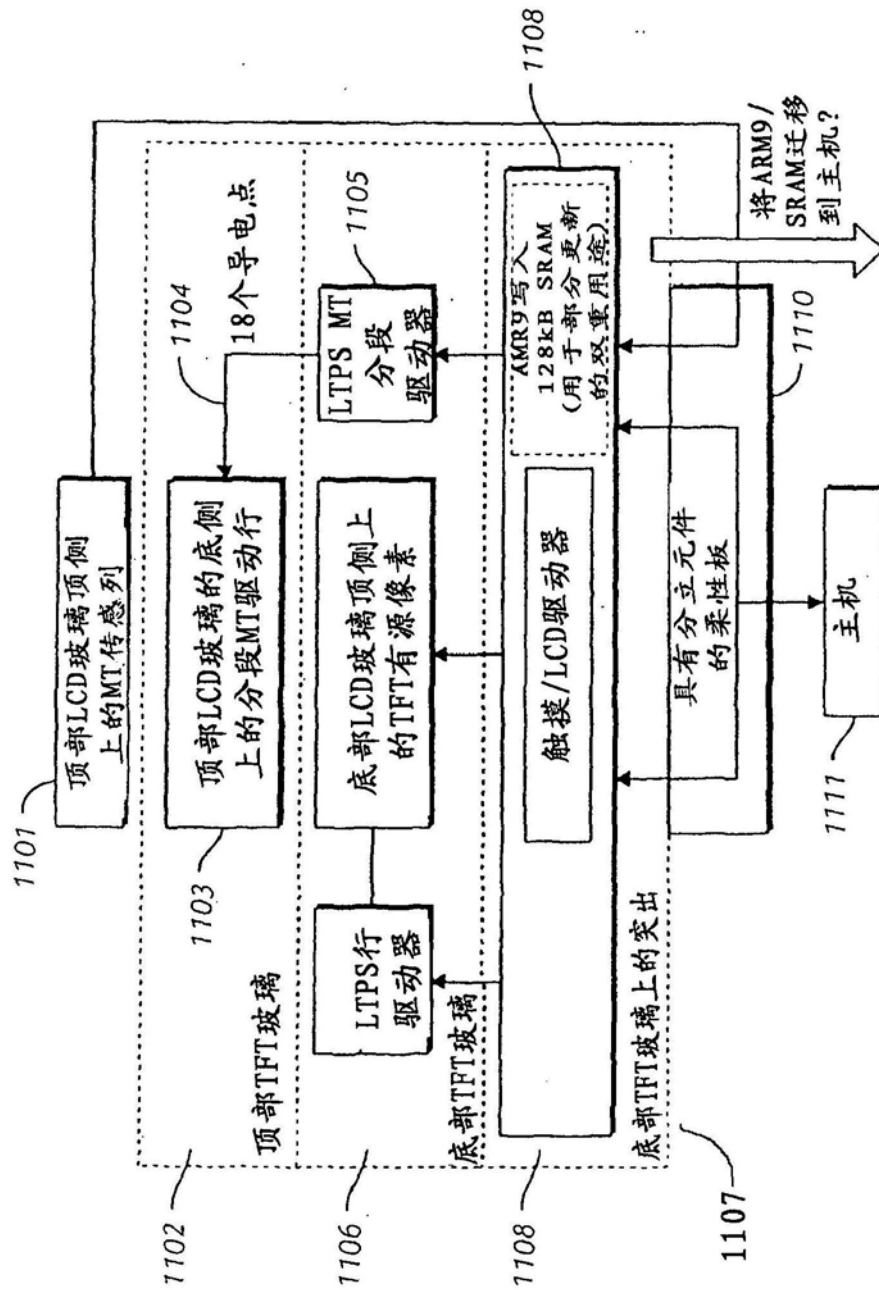 1101
顶部LCD玻璃顶侧
上的MT传感列
1102
顶部TFT玻璃
1103
顶部LCD玻璃的底侧
上的分段MT驱动行
1104
18个导电点
1105
LTPS MT
分段
驱动器
1106
底部TFT玻璃
LTPS行
驱动器
底部LCD玻璃顶侧上
的TFT有源像素
1108
触摸/LCD驱动器
AMR9写入
128kB SRAM
(用于部分更新
的双重用途)
1108
底部TFT玻璃上的突出
1107
具有分立元件
的柔性板
1110
将ARM9/
SRAM迁移
到主机?
主机
1111